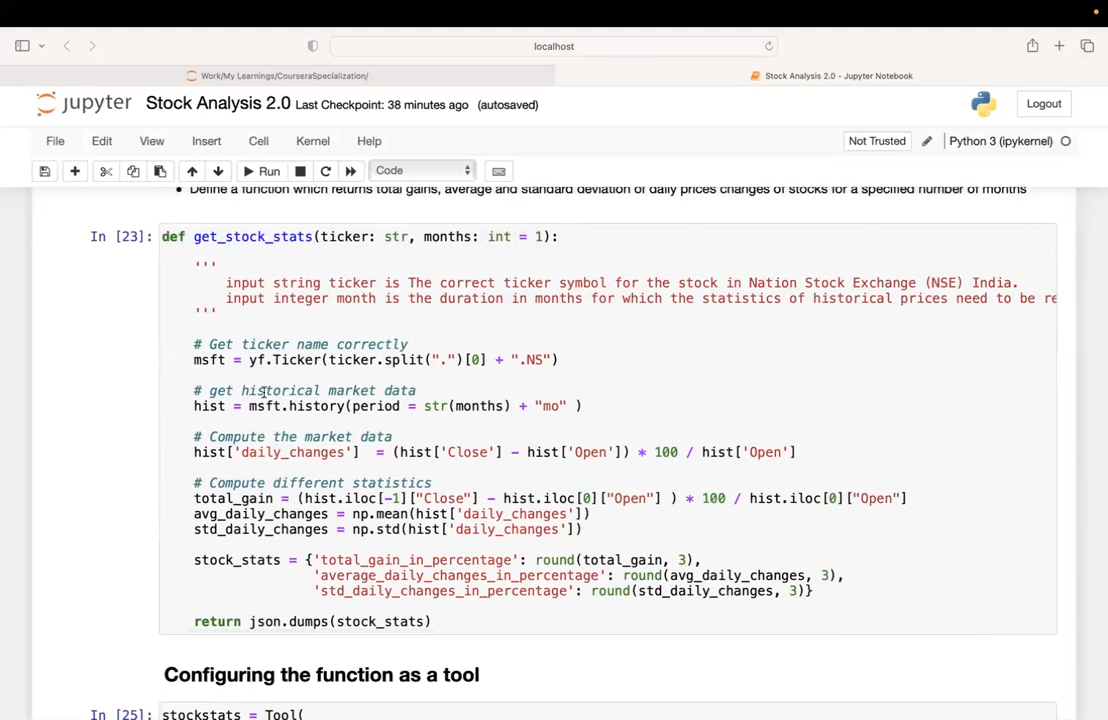 localhost
Work/My Learnings/CourseraSpecialization/
Stock Analysis 2.0 - Jupyter Notebook
jupyter Stock Analysis 2.0 Last Checkpoint: 38 minutes ago (autosaved)
Logout
File Edit View Insert Cell Kernel Help
Not Trusted
Python 3 (ipykernel)
Run
Code
Define a function which returns total gains, average and standard deviation of daily prices changes of stocks for a specified number of months
In [23]: def get_stock_stats(ticker: str, months: int = 1):
'''
input string ticker is The correct ticker symbol for the stock in Nation Stock Exchange (NSE) India.
input integer month is the duration in months for which the statistics of historical prices need to be re
'''
# Get ticker name correctly
msft = yf.Ticker(ticker.split(".")[0] + ".NS")
# get historical market data
hist = msft.history(period = str(months) + "mo" )
# Compute the market data
hist['daily_changes'] = (hist['Close'] - hist['Open']) * 100 / hist['Open']
# Compute different statistics
total_gain = (hist.iloc[-1]["Close"] - hist.iloc[0]["Open"] ) * 100 / hist.iloc[0]["Open"]
avg_daily_changes = np.mean(hist['daily_changes'])
std_daily_changes = np.std(hist['daily_changes'])
stock_stats = {'total_gain_in_percentage': round(total_gain, 3),
'average_daily_changes_in_percentage': round(avg_daily_changes, 3),
'std_daily_changes_in_percentage': round(std_daily_changes, 3)}
return json.dumps(stock_stats)
Configuring the function as a tool
In [25]: stockstats = Tool(